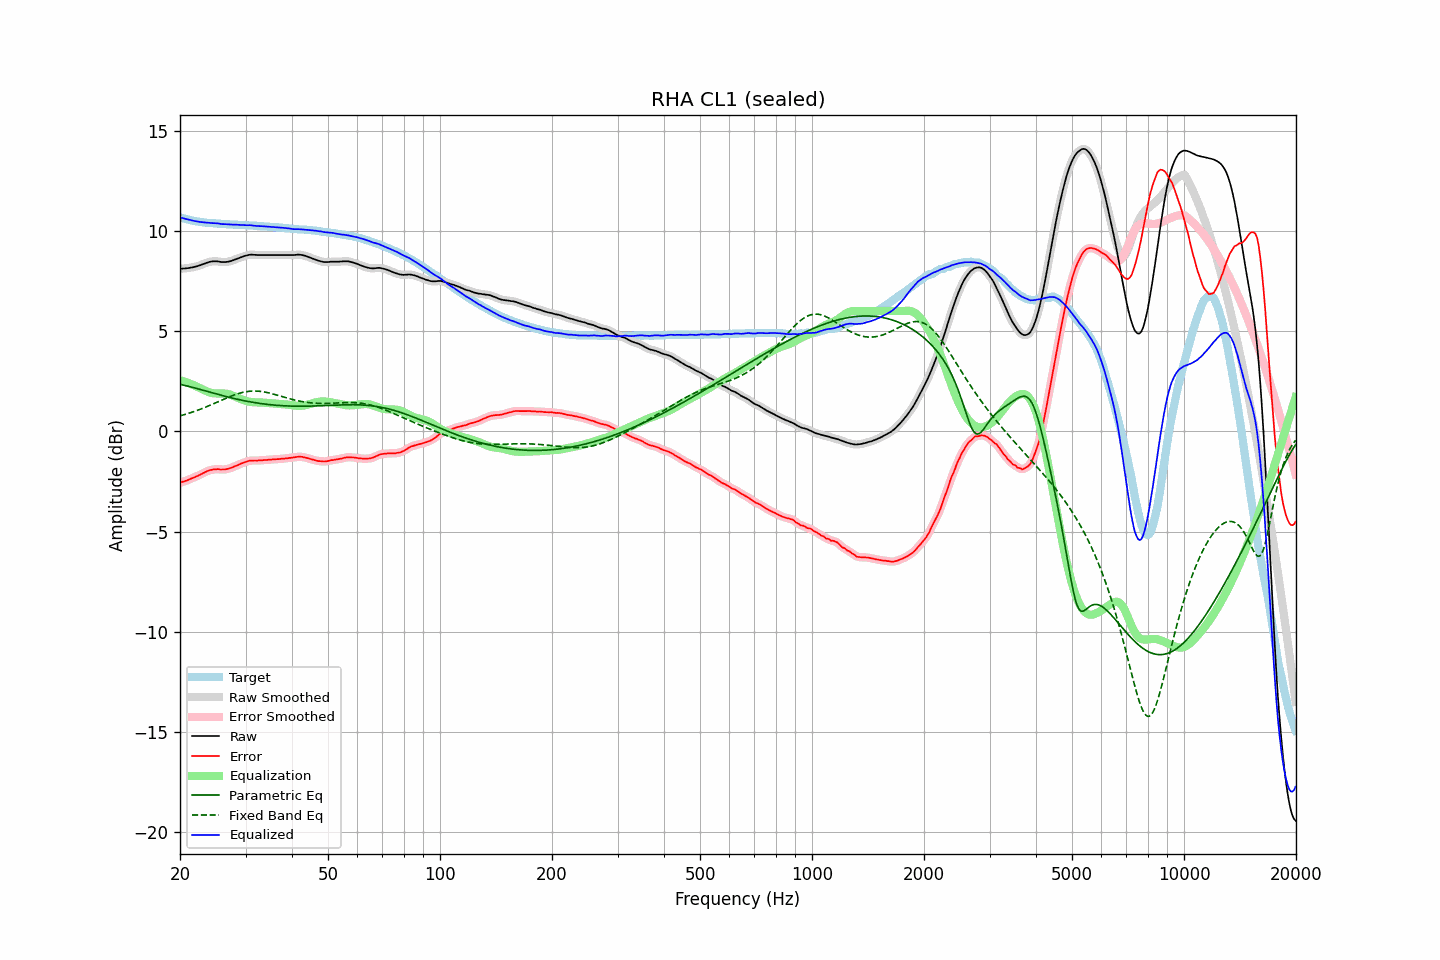 RHA CL1 (sealed)
15
10
5
0
−5
−10
−15
−20
Amplitude (dBr)
Target
Raw Smoothed
Error Smoothed
Raw
Error
Equalization
Parametric Eq
Fixed Band Eq
Equalized
20 50 100 200 500 1000 2000 5000 10000 20000
Frequency (Hz)